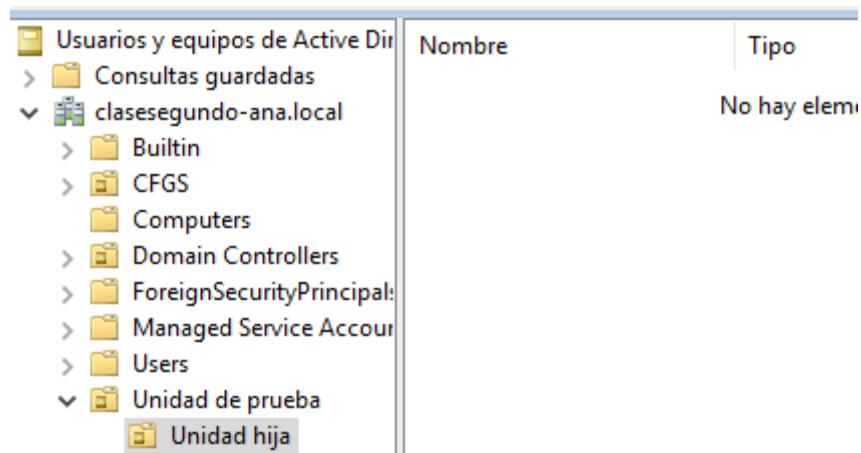 Usuarios y equipos de Active Dir
Consultas guardadas
clasesegundo-ana.local
Builtin
CFGS
Computers
Domain Controllers
ForeignSecurityPrincipals
Managed Service Accour
Users
Unidad de prueba
Unidad hija
Nombre Tipo
No hay eleme